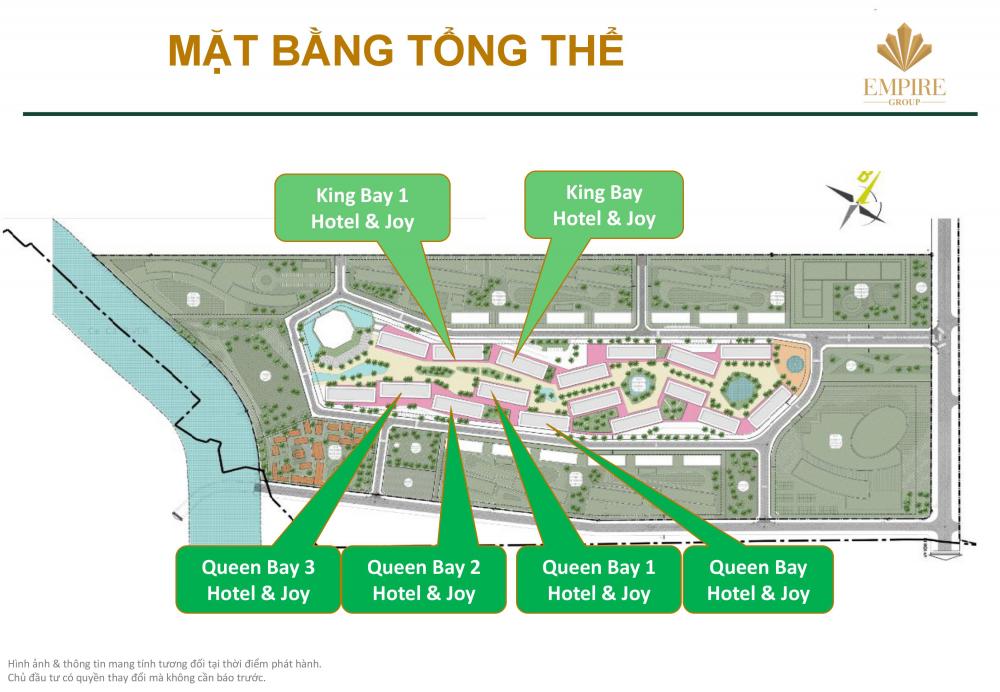 MẶT BẰNG TỔNG THỂ
EMPIRE
GROUP
King Bay 1
Hotel & Joy
King Bay
Hotel & Joy
Queen Bay 3
Hotel & Joy
Queen Bay 2
Hotel & Joy
Queen Bay 1
Hotel & Joy
Queen Bay
Hotel & Joy
Hình ảnh & thông tin mang tính tương đối tại thời điểm phát hành.
Chủ đầu tư có quyền thay đổi mà không cần báo trước.